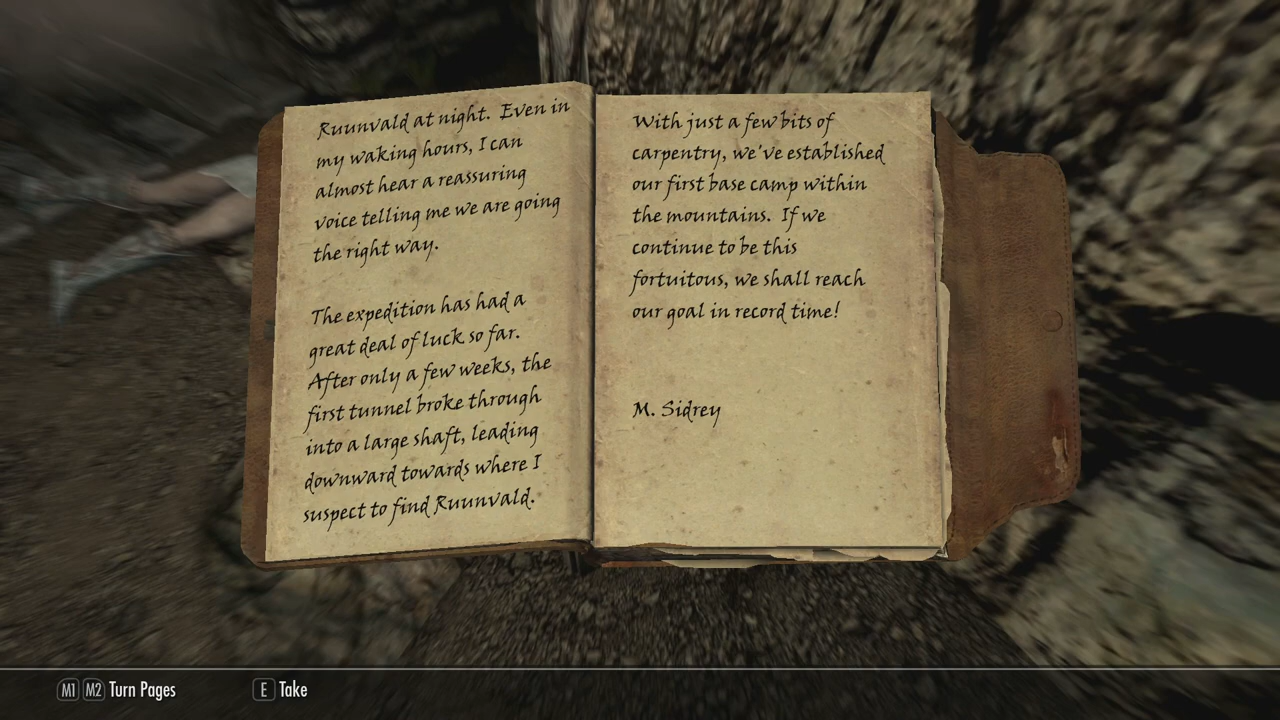 Ruunvald at night. Even in
my waking hours, I can
almost hear a reassuring
voice telling me we are going
the right way.
The expedition has had a
great deal of luck so far.
After only a few weeks, the
first tunnel broke through
into a large shaft, leading
downward towards where I
suspect to find Ruunvald.
With just a few bits of
carpentry, we've established
our first base camp within
the mountains. If we
continue to be this
fortuitous, we shall reach
our goal in record time!
M. Sidrey
M1 M2 Turn Pages
E Take